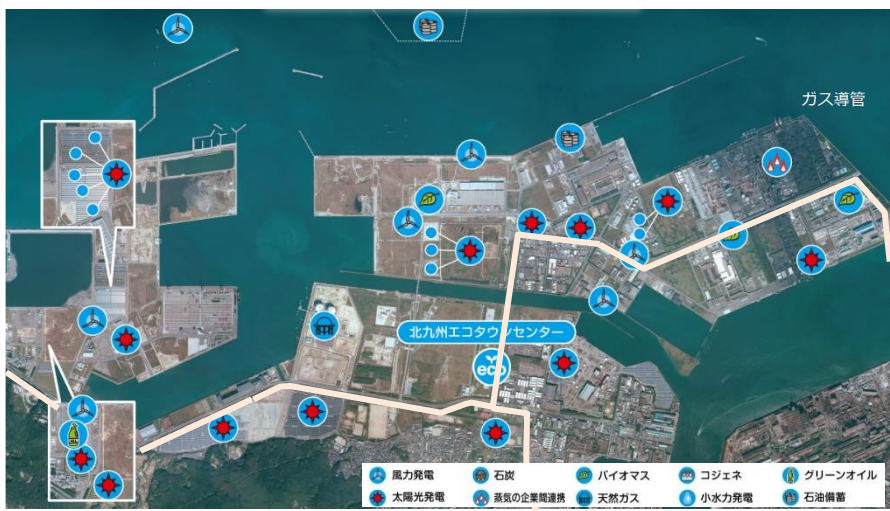 ガス導管
北九州エコタウンセンター
eco
風力発電
石炭
バイオマス
コジェネ
グリーンオイル
太陽光発電
蒸気の企業間連携
天然ガス
小水力発電
石油備蓄